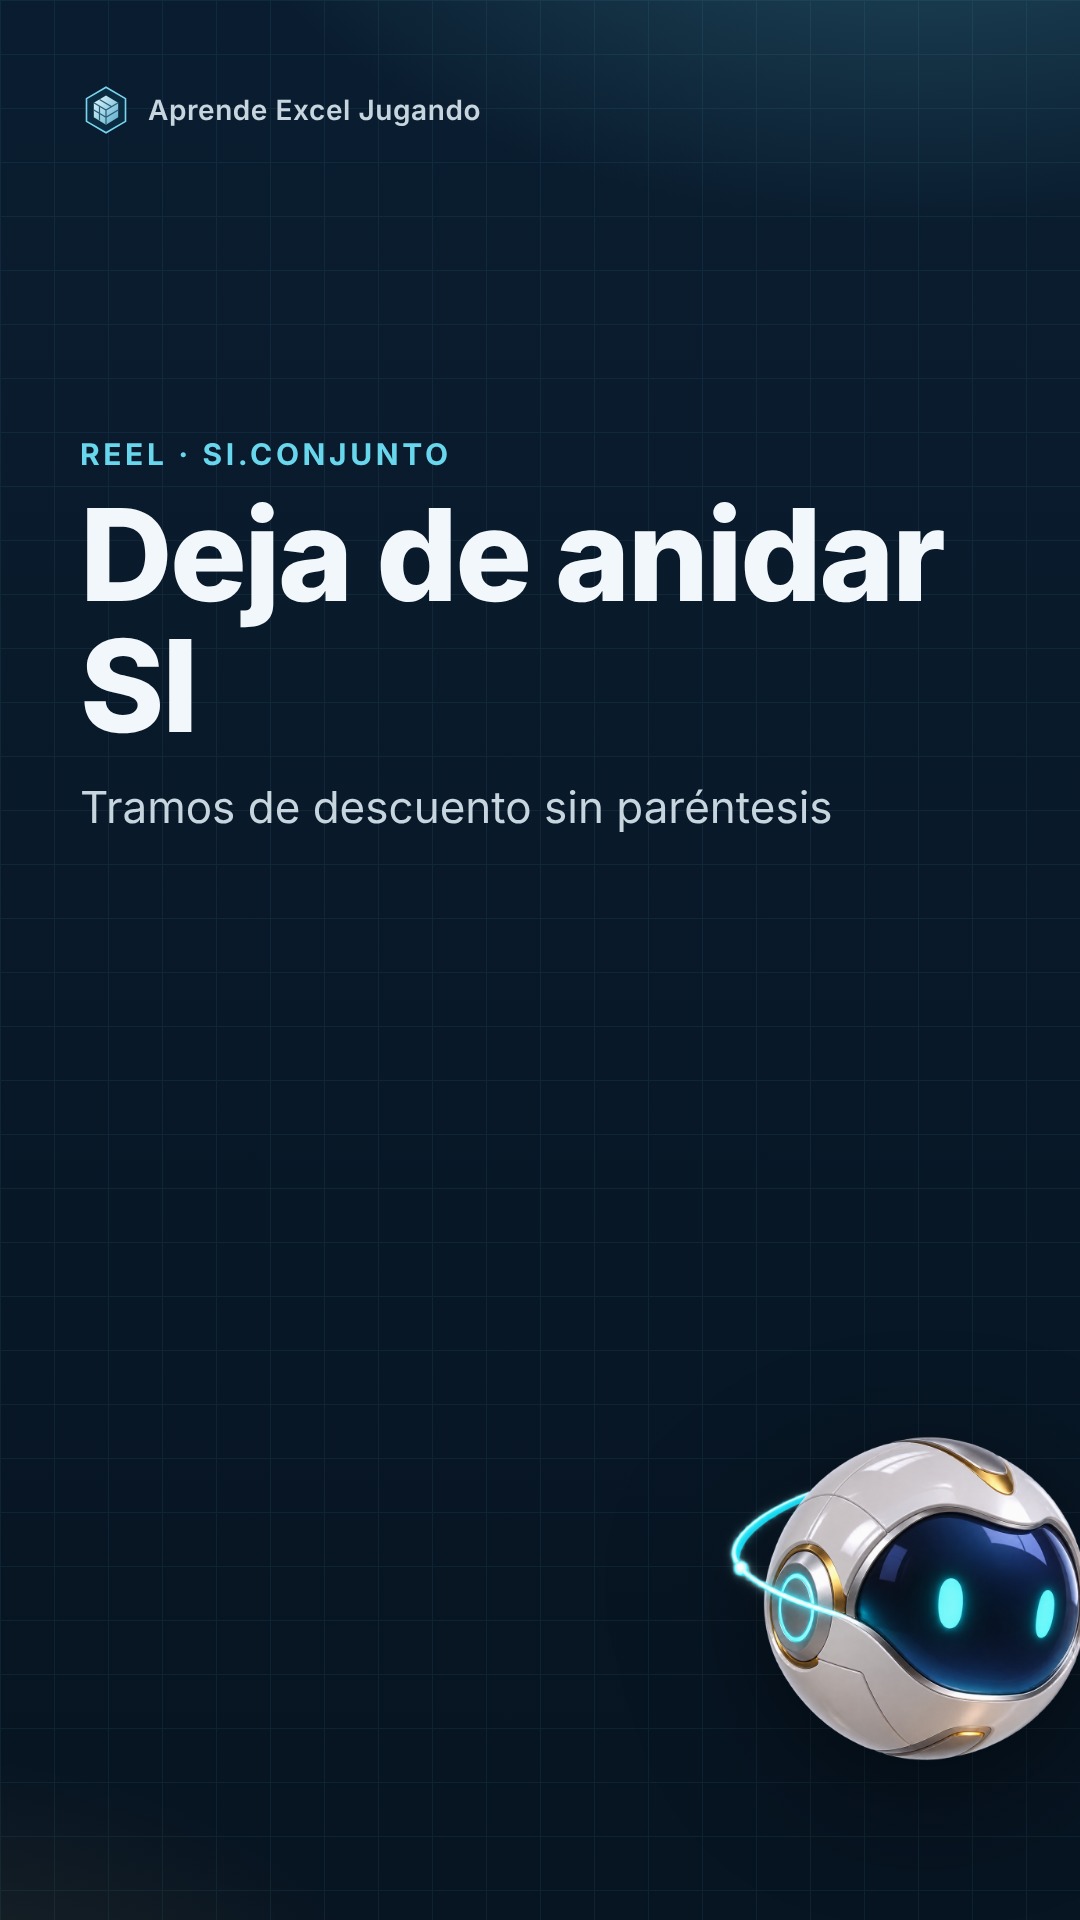 Aprende Excel Jugando
REEL · SI.CONJUNTO
Deja de anidar
SI
Tramos de descuento sin paréntesis